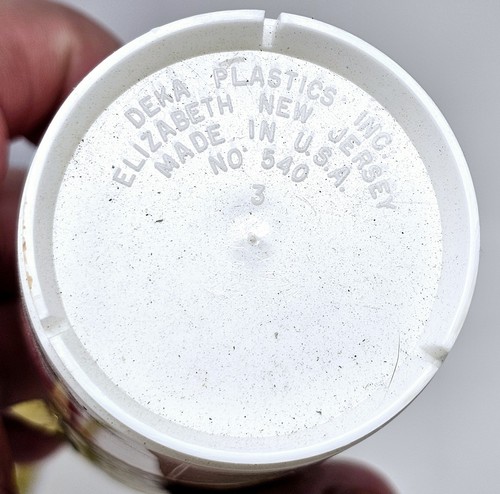 DEKA PLASTICS INC.
ELIZABETH NEW JERSEY
MADE IN U.S.A.
NO 540
3